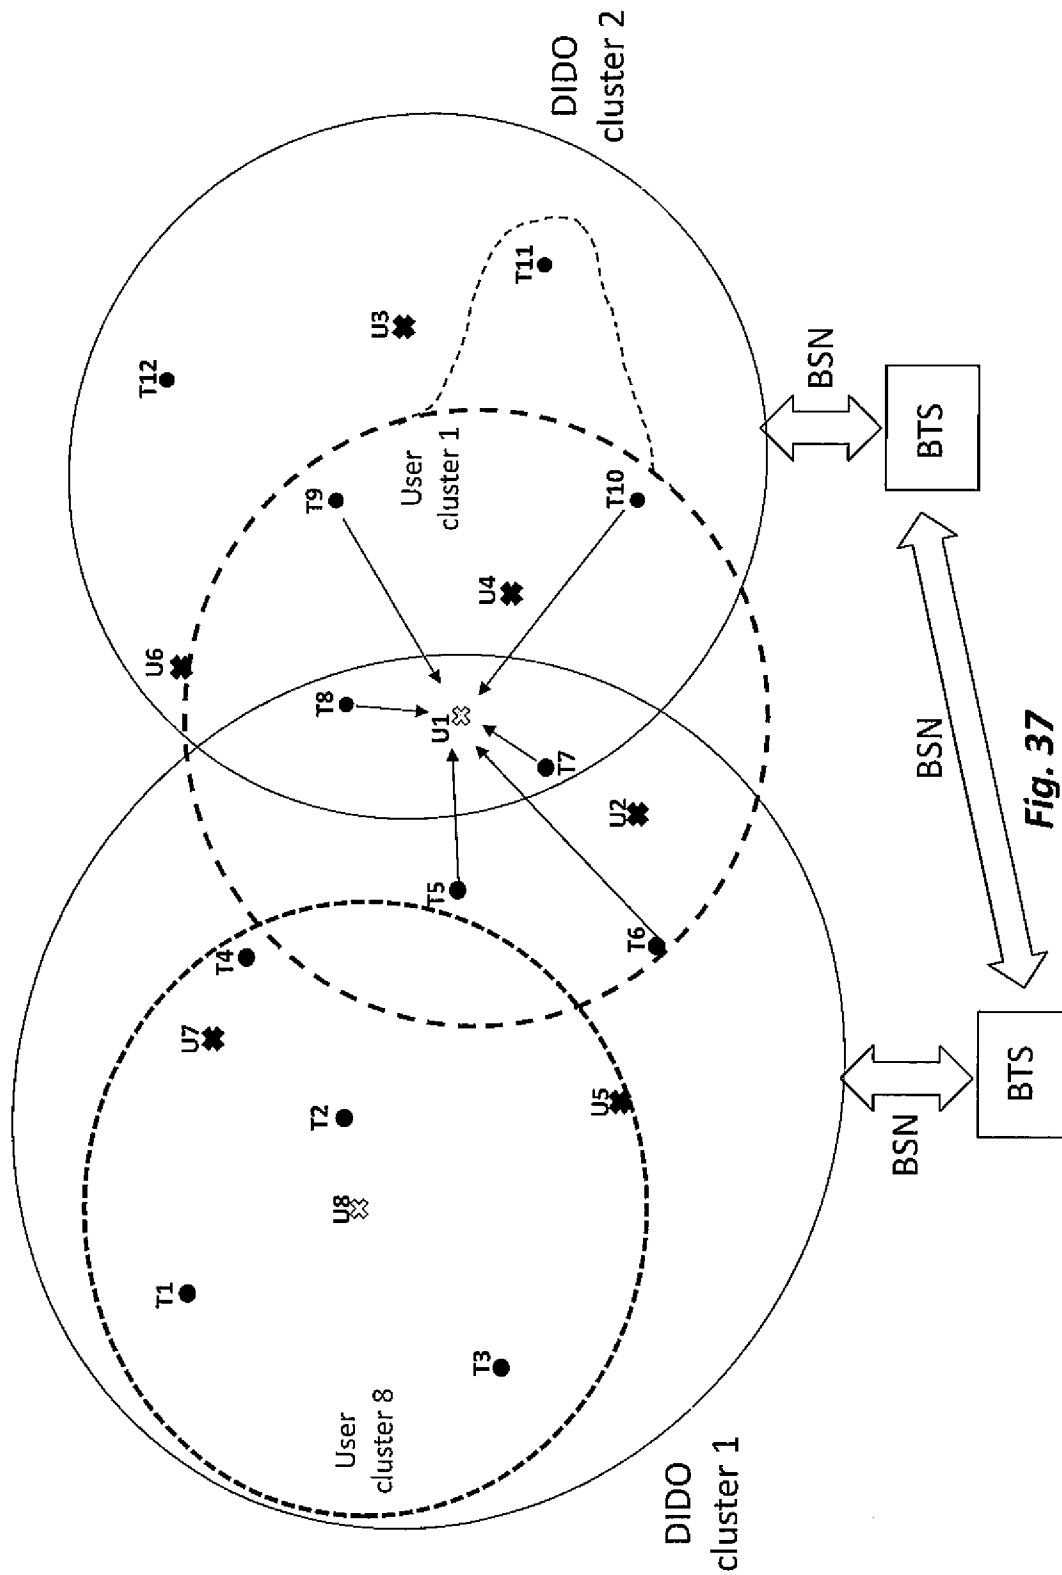 DIDO
cluster 2
T12
U3
T11
User
cluster 1
T9
T10
U4
U6
T8
U1
T7
U2
T5
T6
T4
U7
T2
U5
U8
T1
T3
User
cluster 8
DIDO
cluster 1
BSN
BTS
BSN
BSN
BTS
Fig. 37